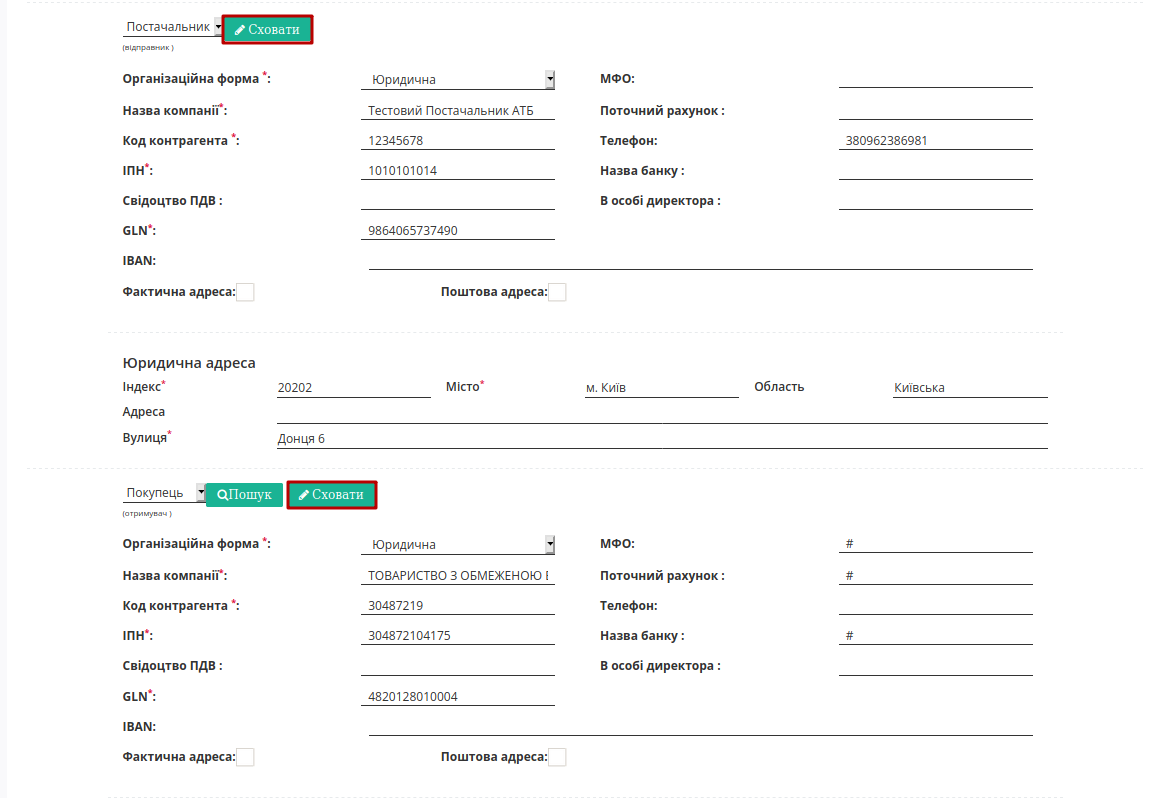 Постачальник Сховати
(відправник )
Організаційна форма *: Юридична МФО:
Назва компанії*: Тестовий Постачальник АТБ Поточний рахунок :
Код контрагента *: 12345678 Телефон: 380962386981
ІПН*: 1010101014 Назва банку :
Свідоцтво ПДВ : В особі директора :
GLN*: 9864065737490
IBAN:
Фактична адреса: Поштова адреса:
Юридична адреса
Індекс* 20202 Місто* м. Київ Область Київська
Адреса
Вулиця* Донця 6
Покупець Пошук Сховати
(отримувач )
Організаційна форма *: Юридична МФО: #
Назва компанії*: ТОВАРИСТВО З ОБМЕЖЕНОЮ Поточний рахунок : #
Код контрагента *: 30487219 Телефон:
ІПН*: 304872104175 Назва банку : #
Свідоцтво ПДВ : В особі директора :
GLN*: 4820128010004
IBAN:
Фактична адреса: Поштова адреса: